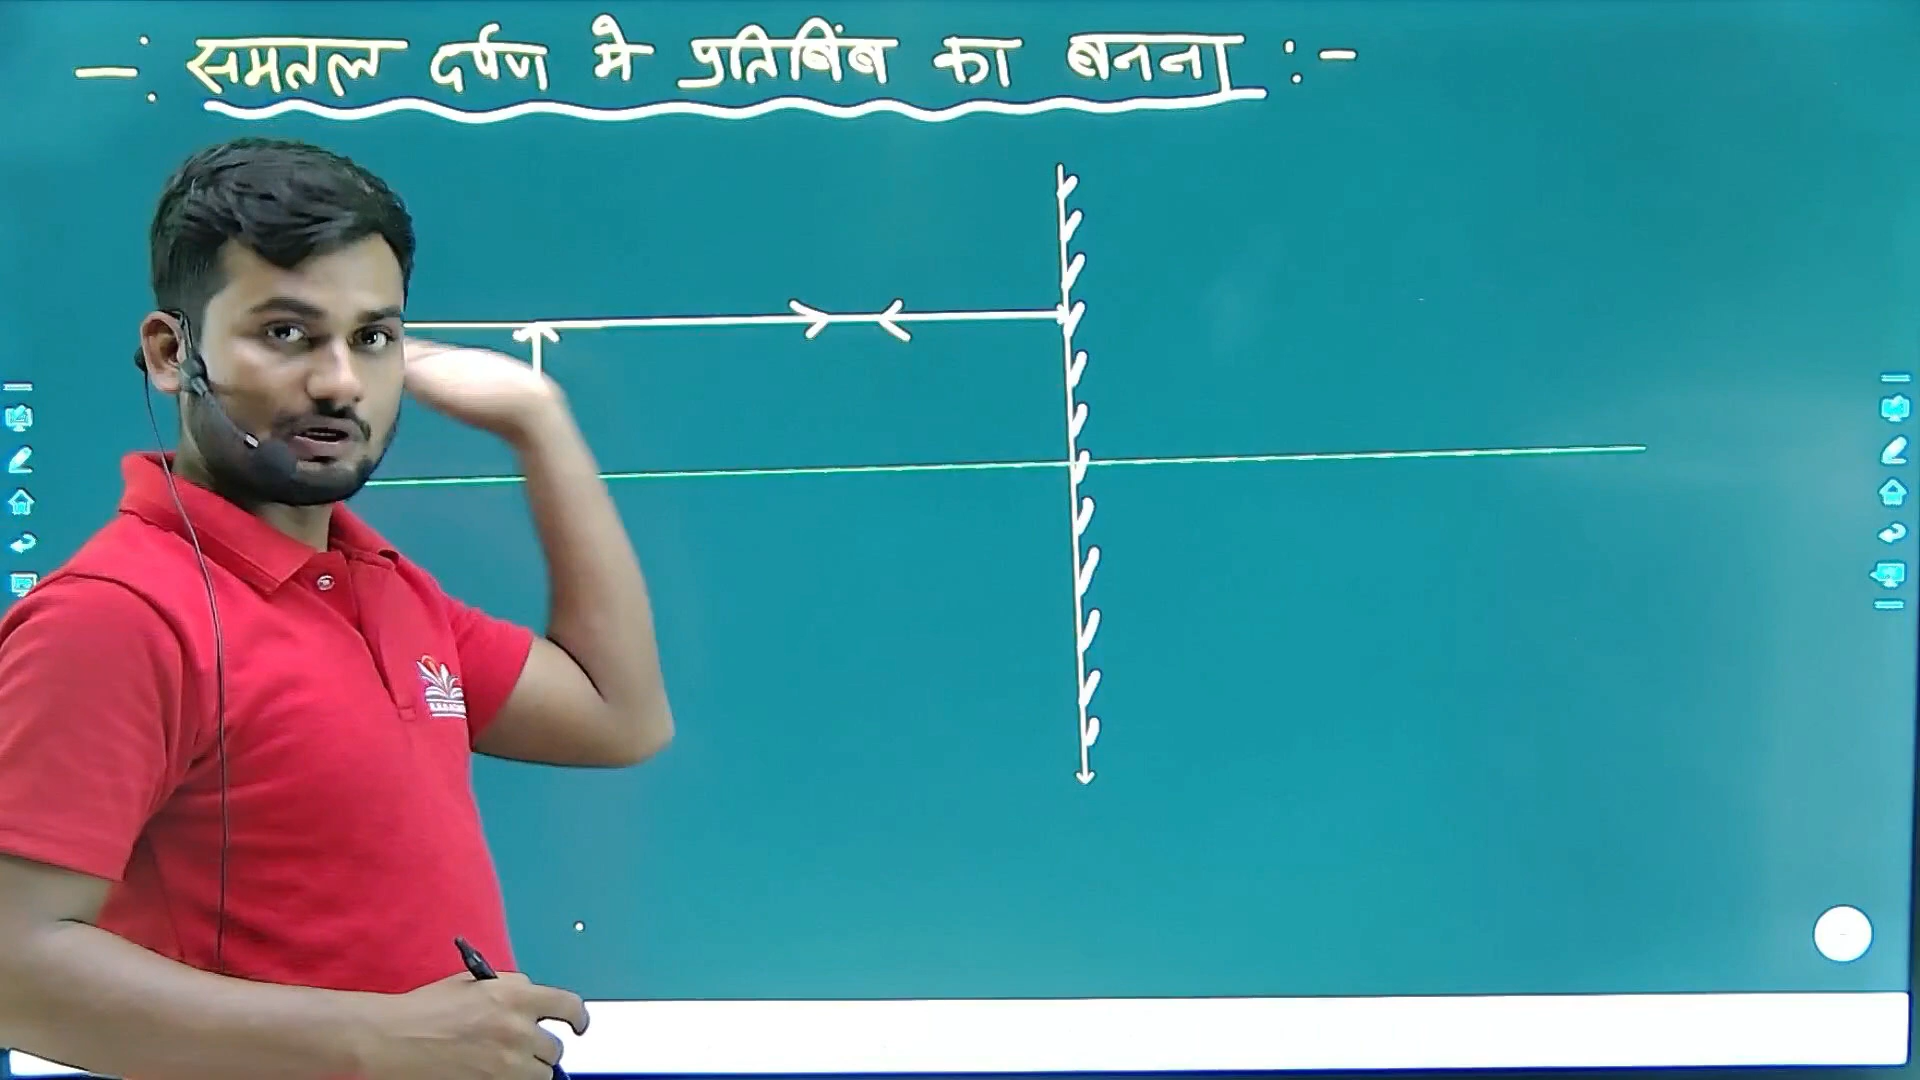 -: समतल दर्पण मे प्रतिबिंब का बनना :-